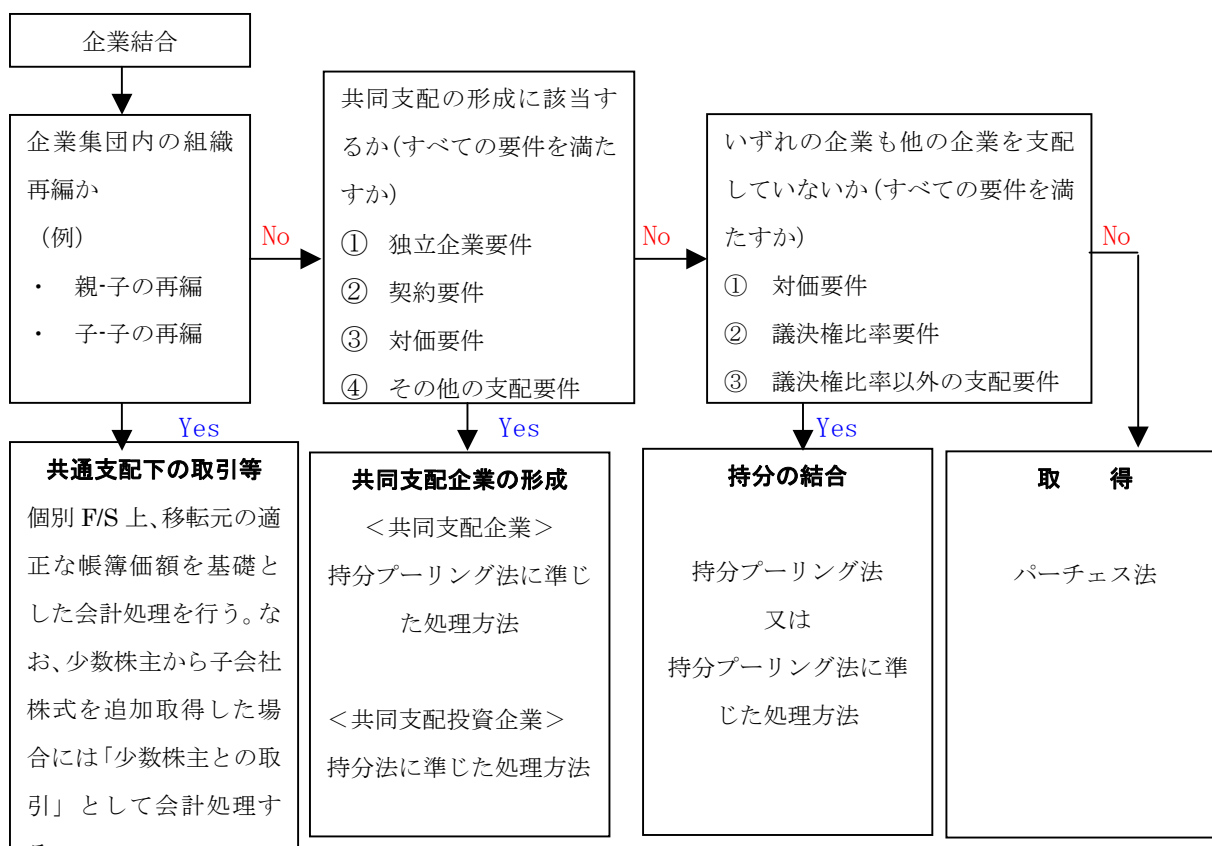 企業結合
企業集団内の組織
再編か
（例）
・ 親-子の再編
・ 子-子の再編
No
共同支配の形成に該当す
るか(すべての要件を満た
すか)
① 独立企業要件
② 契約要件
③ 対価要件
④ その他の支配要件
No
いずれの企業も他の企業を支配
していないか(すべての要件を満
たすか)
① 対価要件
② 議決権比率要件
③ 議決権比率以外の支配要件
No
Yes
Yes
Yes
共通支配下の取引等
個別 F/S 上、移転元の適
正な帳簿価額を基礎と
した会計処理を行う。な
お、少数株主から子会社
株式を追加取得した場
合には「少数株主との取
引」として会計処理す
共同支配企業の形成
＜共同支配企業＞
持分プーリング法に準じ
た処理方法
＜共同支配投資企業＞
持分法に準じた処理方法
持分の結合
持分プーリング法
又は
持分プーリング法に準
じた処理方法
取 得
パーチェス法